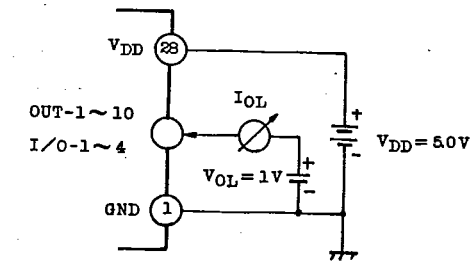 VDD 28
OUT-1~10
I/O-1~4
IOL
VOL=1V
+
-
+
-
VDD=5.0V
GND 1